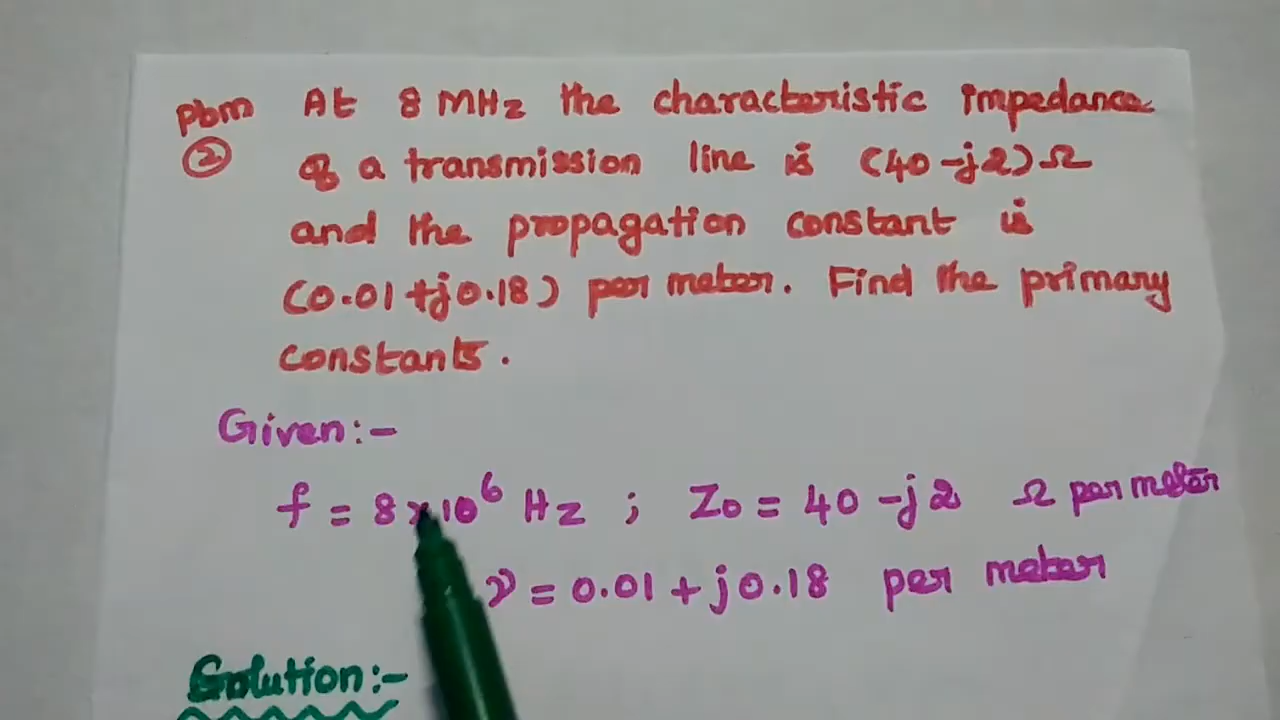 Pbm At 8 MHz the characteristic impedance
② of a transmission line is (40-j2)Ω
and the propagation constant is
(0.01+j0.18) per meter. Find the primary
constants.
Given:-
f = 8×10⁶ Hz ; Z₀ = 40 -j2 Ω per meter
γ = 0.01 + j0.18 per meter
Solution:-